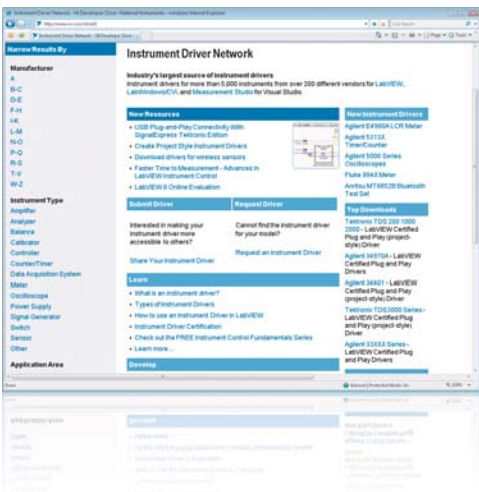 Instrument Driver Network
Narrow Results By
Manufacturer
A
B-C
D-E
F-H
I-K
L-M
N-O
P-Q
R-S
T-V
W-Z
Instrument Type
Amplifier
Analyzer
Balance
Calibrator
Controller
Counter/Timer
Data Acquisition System
Meter
Oscilloscope
Power Supply
Signal Generator
Switch
Sensor
Other
Application Area
Industry's largest source of instrument drivers
Instrument drivers for more than 5,000 instruments from over 200 different vendors for LabVIEW,
LabWindows/CVI, and Measurement Studio for Visual Studio.
New Resources
USB Plug-and-Play Connectivity With
SignalExpress Tektronix Edition
Create Project Style Instrument Drivers
Download drivers for wireless sensors
Faster Time to Measurement - Advances in
LabVIEW Instrument Control
LabVIEW 8 Online Evaluation
Submit Driver
Interested in making your
instrument driver more
accessible to others?
Share Your Instrument Driver
Request Driver
Cannot find the instrument driver
for your model?
Request an Instrument Driver
Learn
What is an instrument driver?
Types of Instrument Drivers
How to use an Instrument Driver in LabVIEW
Instrument Driver Certification
Check out the FREE Instrument Control Fundamentals Series
Learn more...
Develop
New Instrument Drivers
Agilent E4980A LCR Meter
Agilent 5313X
Timer/Counter
Agilent 5000 Series
Oscilloscopes
Fluke 884X Meter
Anritsu MT8852B Bluetooth
Test Set
Top Downloads
Tektronix TDS 200 1000
2000 - LabVIEW Certified
Plug and Play (project-
style) Driver
Agilent 34970A - LabVIEW
Certified Plug and Play
Drivers
Agilent 34401 - LabVIEW
Certified Plug and Play
(project-style) Driver
Tektronix TDS3000 Series -
LabVIEW Certified Plug
and Play (project-style)
Driver
Agilent 33XXX Series -
LabVIEW Certified Plug